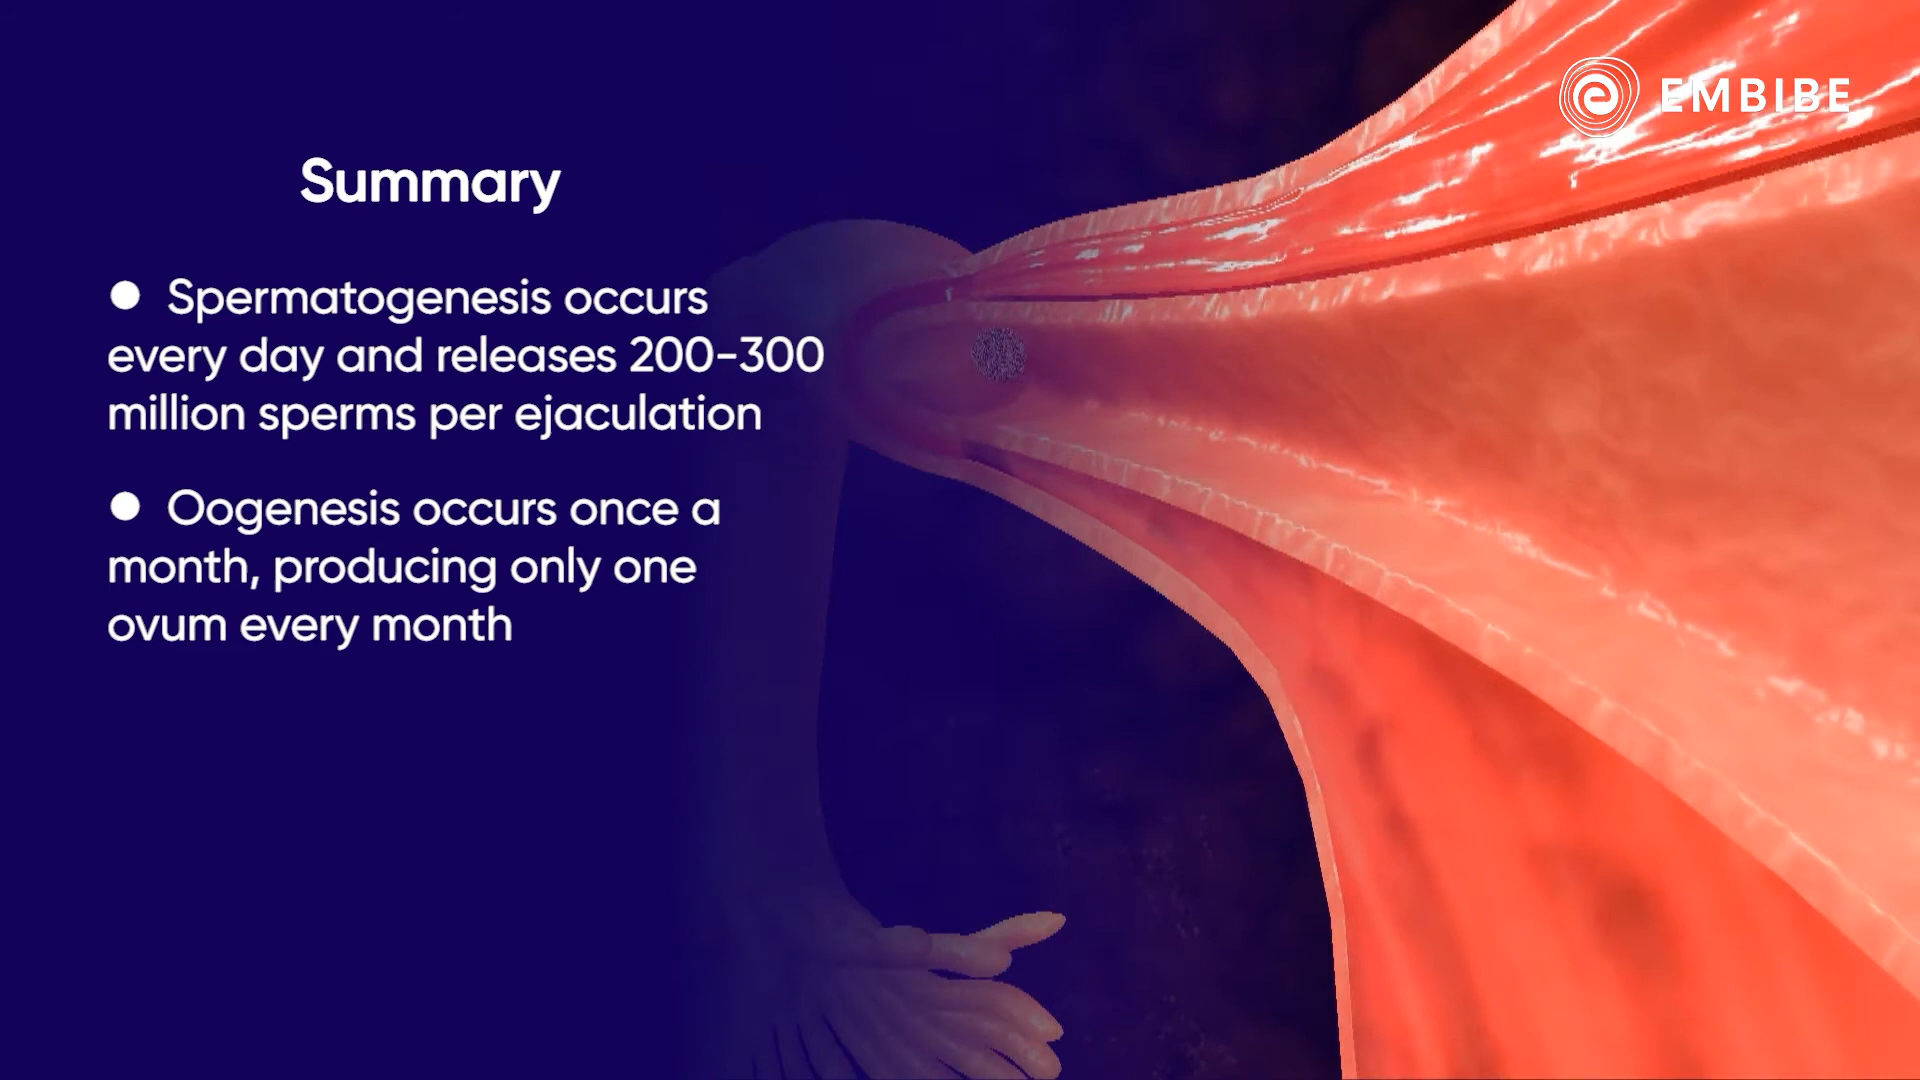 EMBIBE
Summary
● Spermatogenesis occurs
every day and releases 200-300
million sperms per ejaculation
● Oogenesis occurs once a
month, producing only one
ovum every month